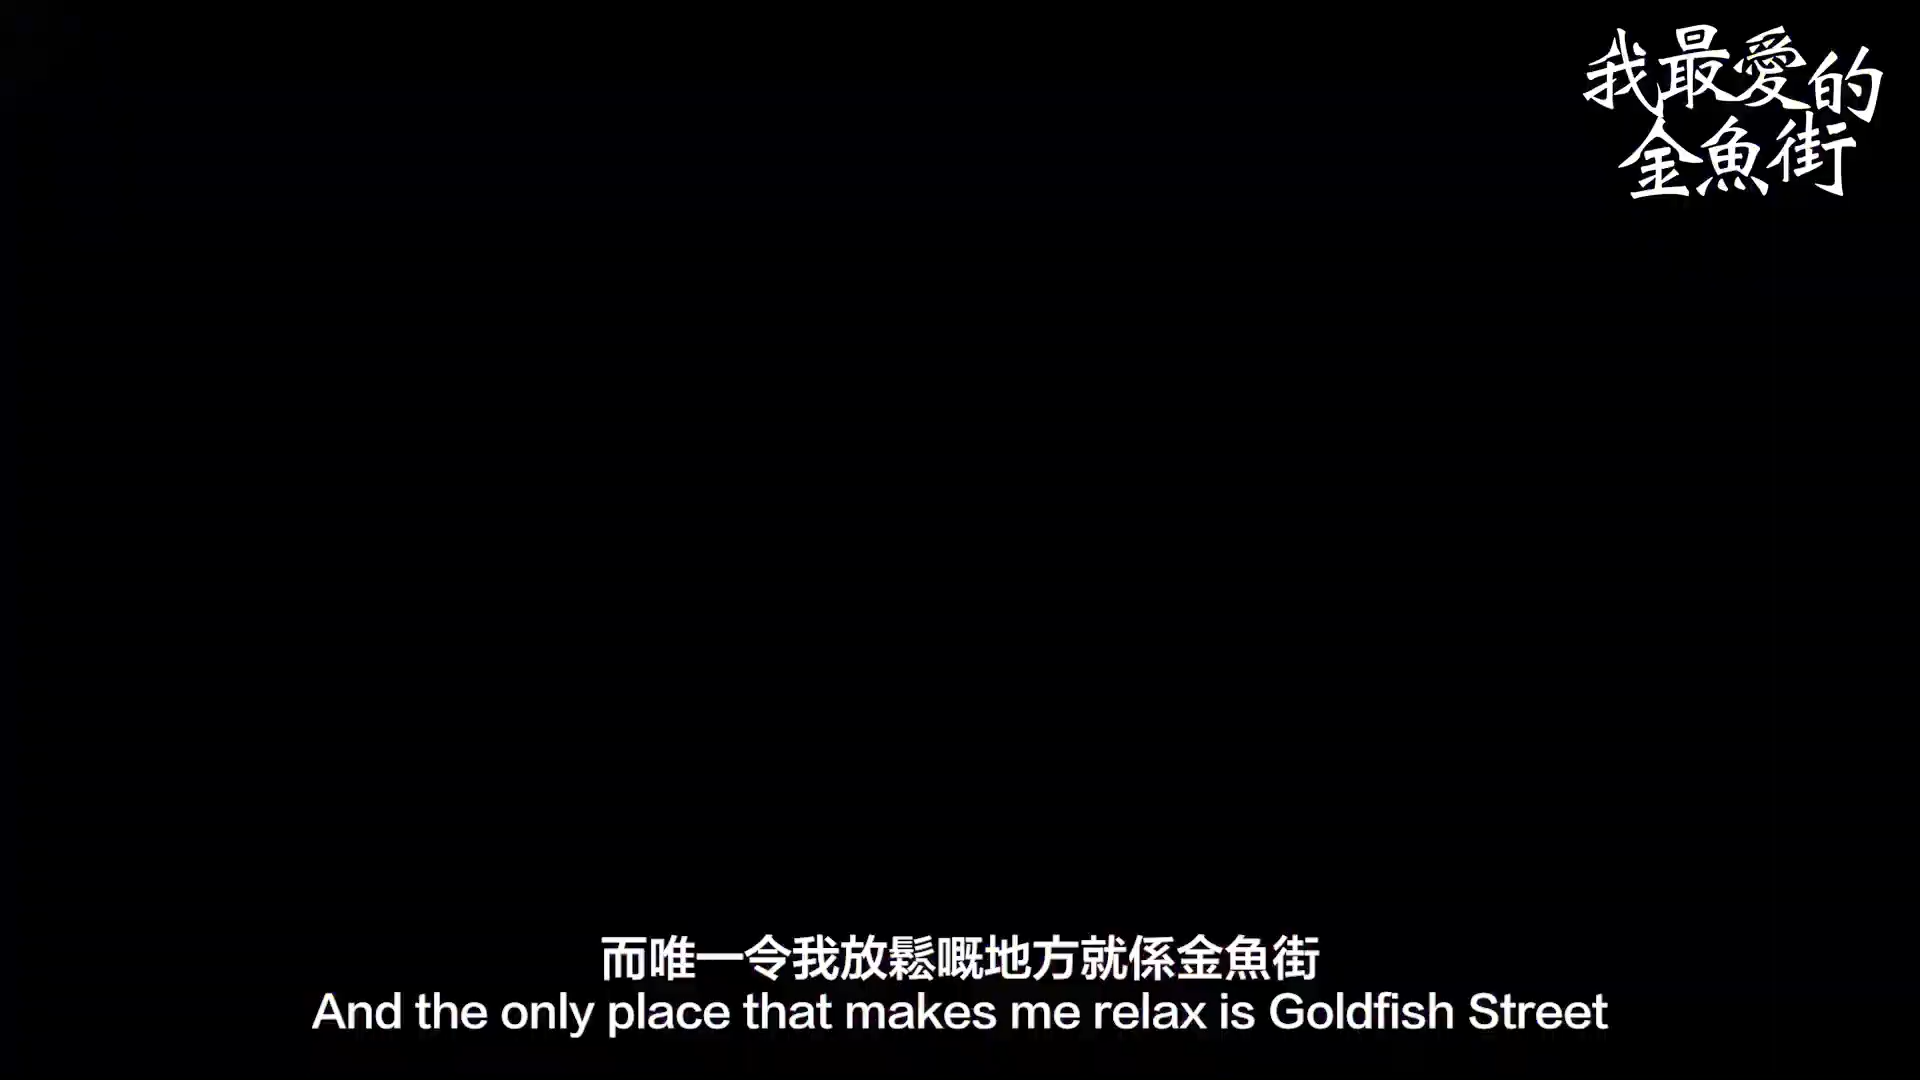 我最愛的
金魚街
而唯一令我放鬆嘅地方就係金魚街
And the only place that makes me relax is Goldfish Street